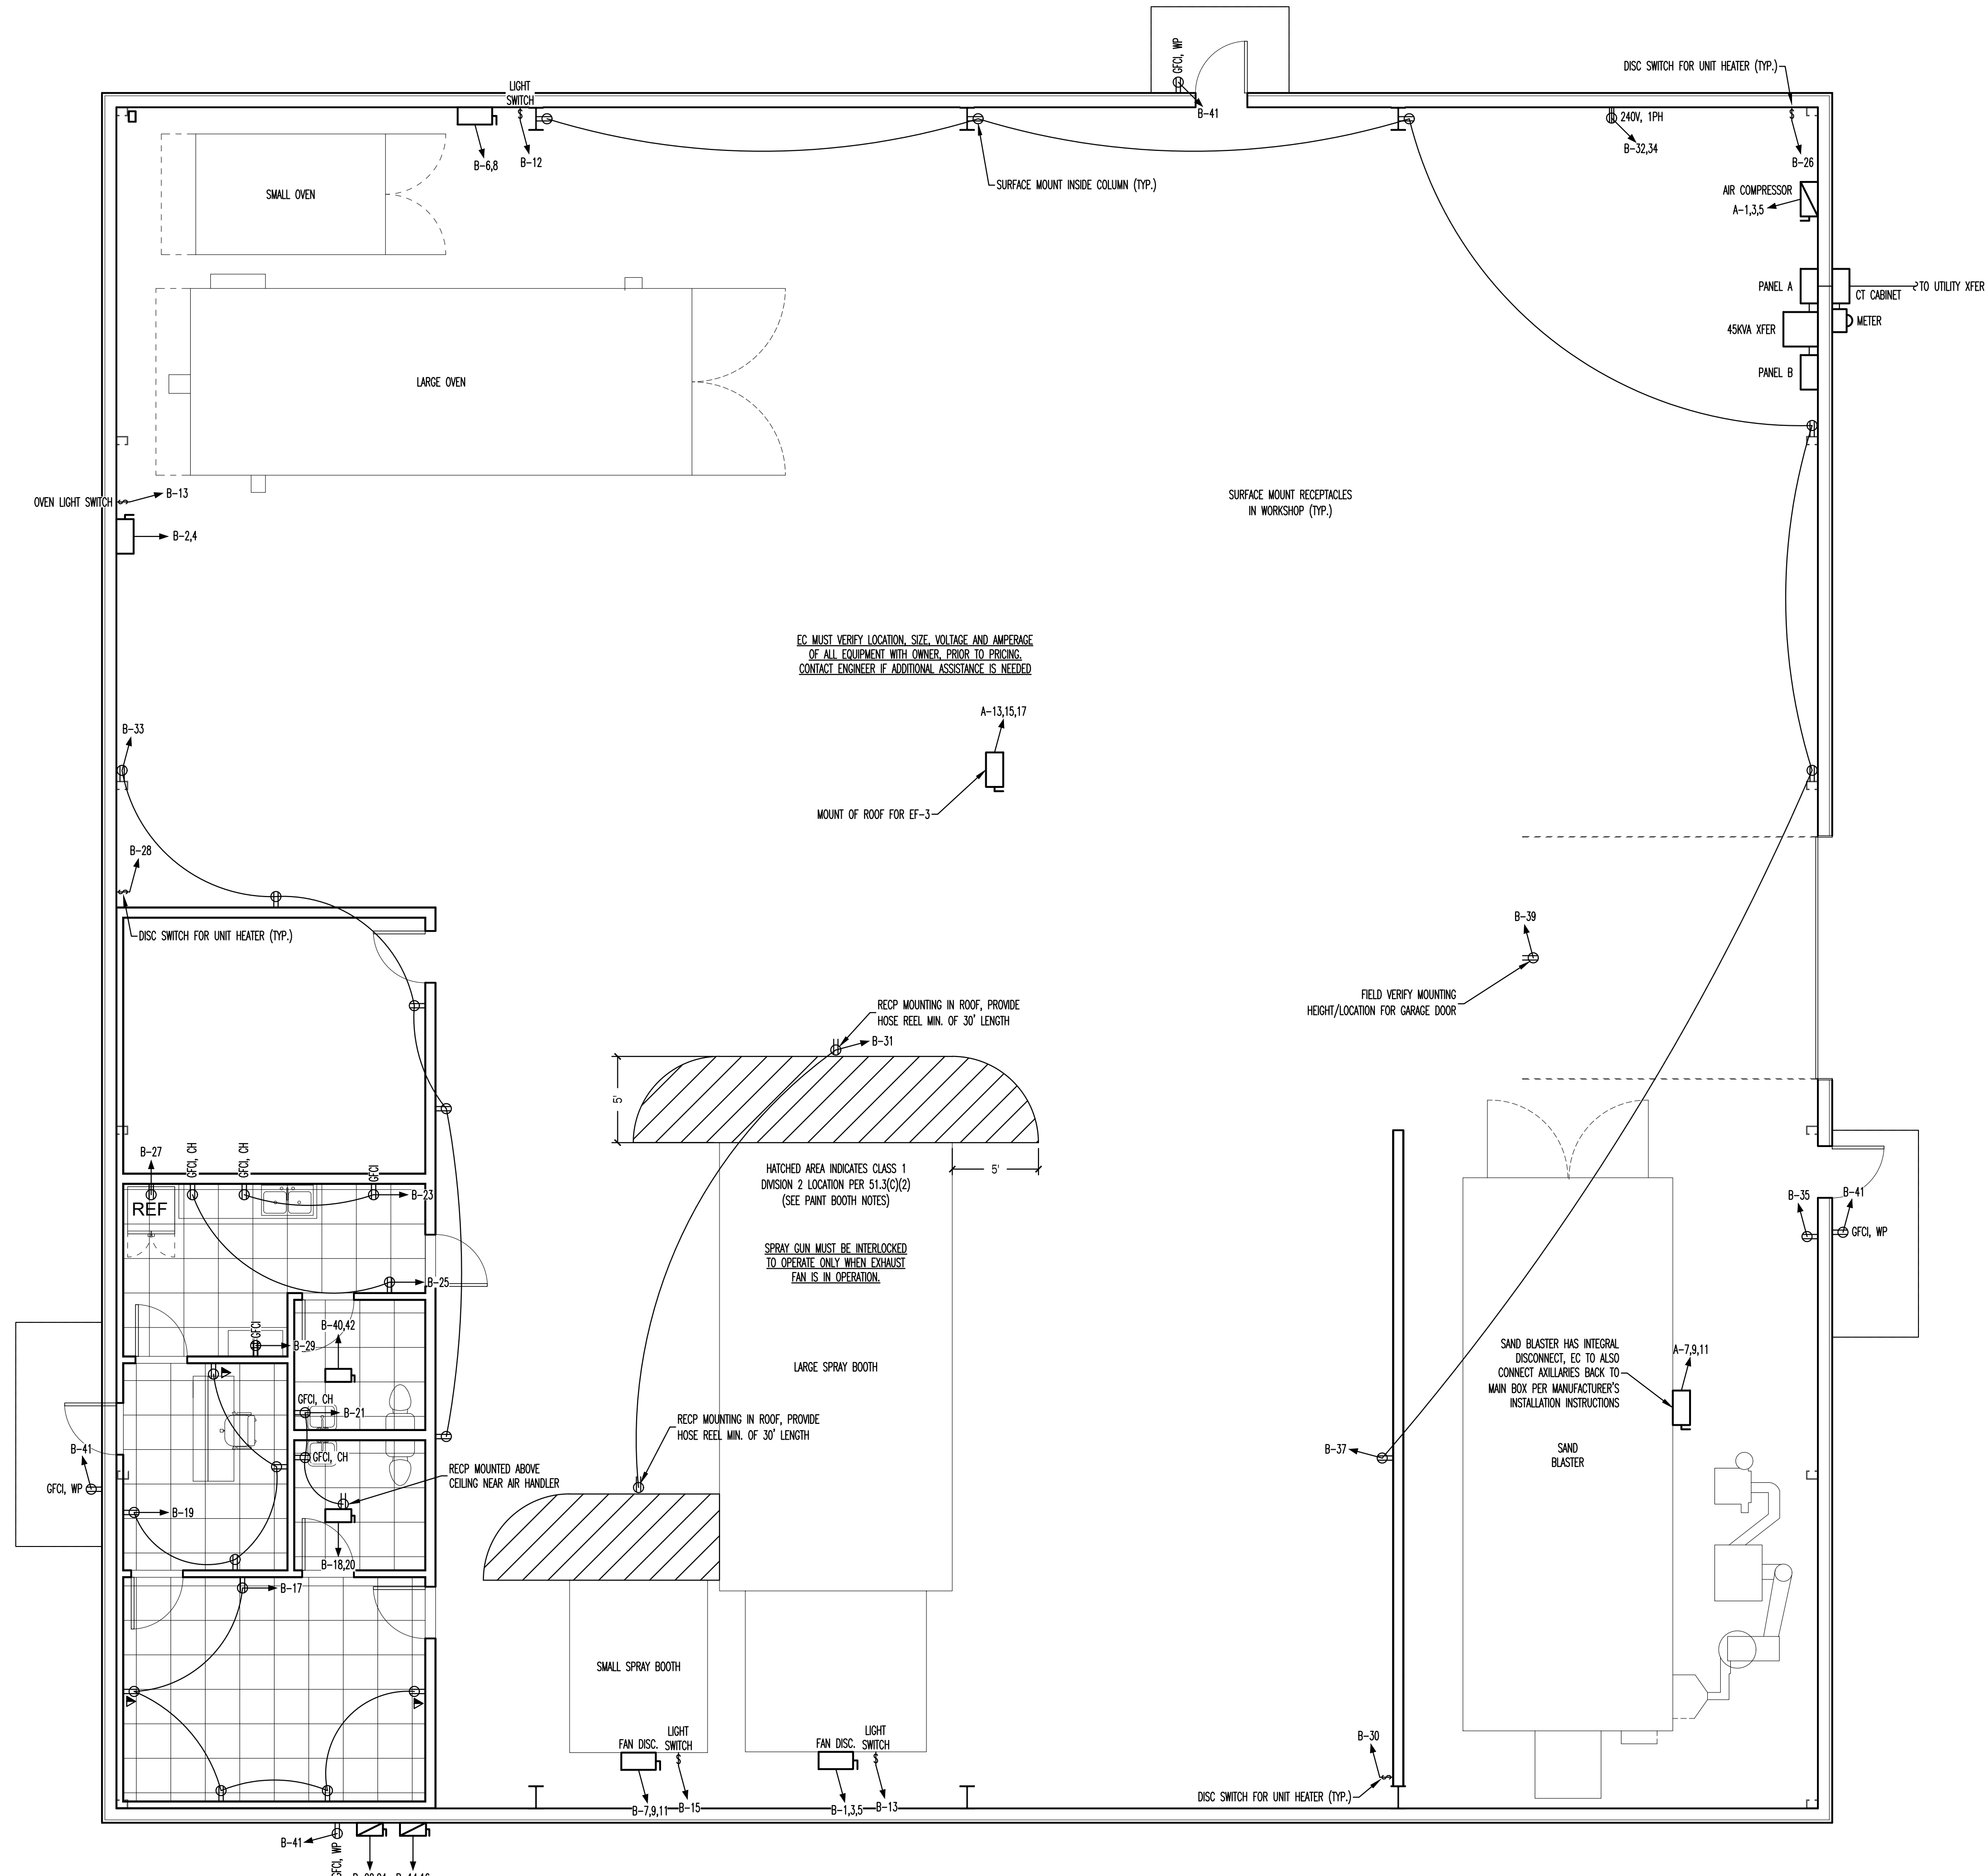 GFCI, WP
B-41
DISC SWITCH FOR UNIT HEATER (TYP.)
LIGHT
SWITCH
B-6,8
B-12
SURFACE MOUNT INSIDE COLUMN (TYP.)
240V, 1PH
B-32,34
B-26
SMALL OVEN
AIR COMPRESSOR
A-1,3,5
PANEL A
CT CABINET
TO UTILITY XFER
METER
45KVA XFER
PANEL B
LARGE OVEN
OVEN LIGHT SWITCH
B-13
B-2,4
SURFACE MOUNT RECEPTACLES
IN WORKSHOP (TYP.)
EC MUST VERIFY LOCATION, SIZE, VOLTAGE AND AMPERAGE
OF ALL EQUIPMENT WITH OWNER, PRIOR TO PRICING.
CONTACT ENGINEER IF ADDITIONAL ASSISTANCE IS NEEDED
A-13,15,17
MOUNT OF ROOF FOR EF-3
B-33
B-28
DISC SWITCH FOR UNIT HEATER (TYP.)
B-39
FIELD VERIFY MOUNTING
HEIGHT/LOCATION FOR GARAGE DOOR
RECP MOUNTING IN ROOF, PROVIDE
HOSE REEL MIN. OF 30' LENGTH
B-31
5'
5'
HATCHED AREA INDICATES CLASS 1
DIVISION 2 LOCATION PER 51.3(C)(2)
(SEE PAINT BOOTH NOTES)
SPRAY GUN MUST BE INTERLOCKED
TO OPERATE ONLY WHEN EXHAUST
FAN IS IN OPERATION.
LARGE SPRAY BOOTH
B-27
GFCI, CH
GFCI, CH
GFCI
B-23
REF
B-25
B-35
B-41
GFCI, WP
GFCI
B-29
B-40,42
GFCI, CH
B-21
GFCI, CH
SAND BLASTER HAS INTEGRAL
DISCONNECT, EC TO ALSO
CONNECT AXILLARIES BACK TO
MAIN BOX PER MANUFACTURER'S
INSTALLATION INSTRUCTIONS
A-7,9,11
SAND
BLASTER
B-37
RECP MOUNTING IN ROOF, PROVIDE
HOSE REEL MIN. OF 30' LENGTH
RECP MOUNTED ABOVE
CEILING NEAR AIR HANDLER
B-41
GFCI, WP
B-19
B-18,20
B-17
SMALL SPRAY BOOTH
FAN DISC.
LIGHT
SWITCH
B-7,9,11
B-15
FAN DISC.
LIGHT
SWITCH
B-1,3,5
B-13
B-30
DISC SWITCH FOR UNIT HEATER (TYP.)
B-41
GFCI, WP